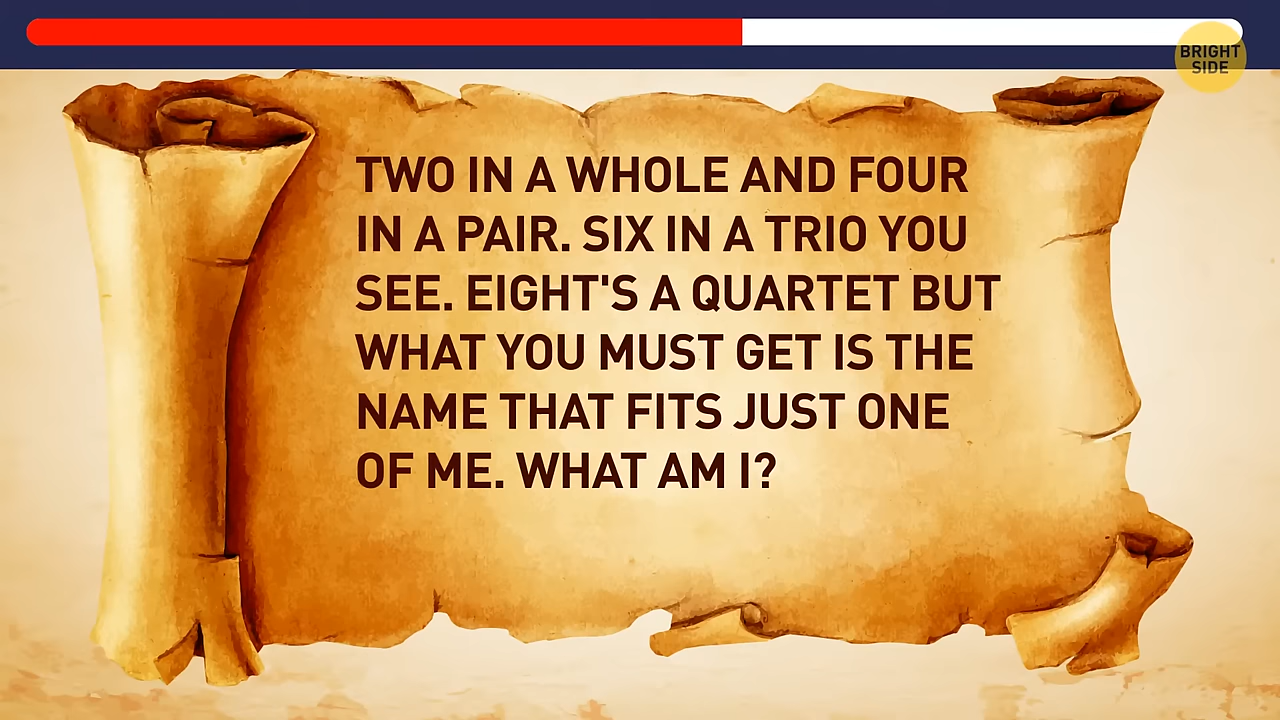 BRIGHT
SIDE
TWO IN A WHOLE AND FOUR
IN A PAIR. SIX IN A TRIO YOU
SEE. EIGHT'S A QUARTET BUT
WHAT YOU MUST GET IS THE
NAME THAT FITS JUST ONE
OF ME. WHAT AM I?